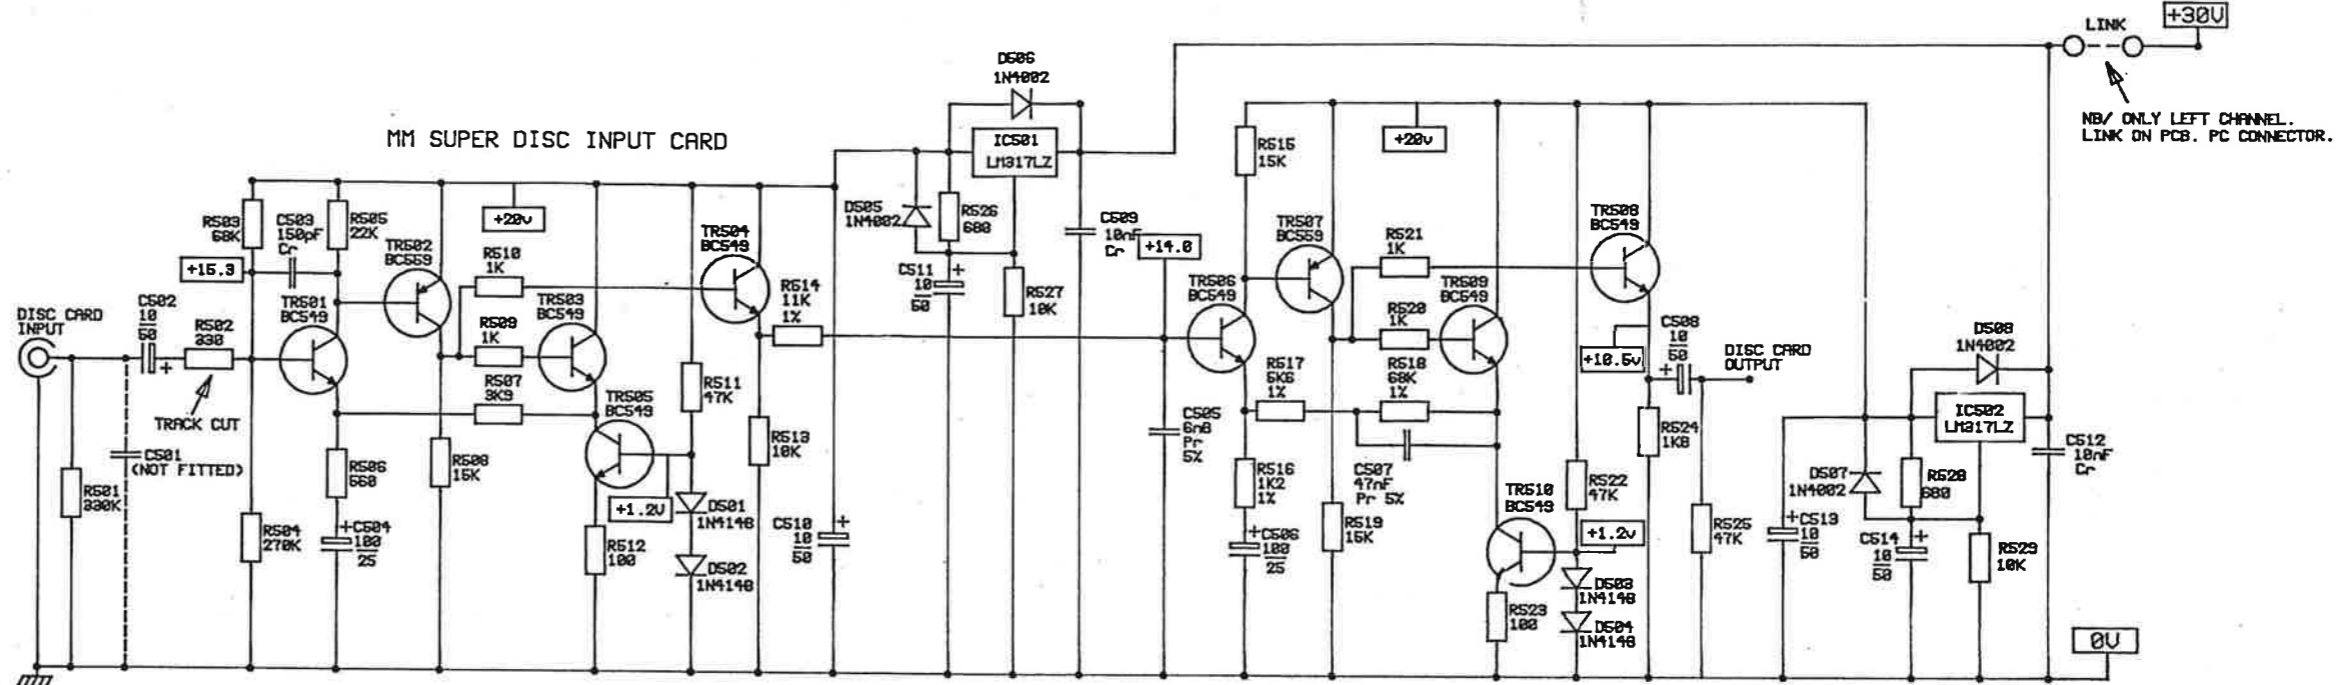 MM SUPER DISC INPUT CARD
DISC CARD
INPUT
R501
330K
C501
(NOT FITTED)
C502
10
50
+
R502
330
TRACK CUT
R503
68K
+15.3
C503
150pF
Cr
R505
22K
TR501
BC549
R504
270K
R506
560
+
C504
100
25
TR502
BC559
+20v
R510
1K
R509
1K
R507
3K9
R508
15K
TR503
BC549
TR505
BC549
R512
100
+1.2V
R511
47K
D501
1N4148
D502
1N4148
TR504
BC549
R514
11K
1%
R513
10K
C510
10
50
+
D505
1N4002
R526
680
C511
10
50
+
D506
1N4002
IC501
LM317LZ
R527
10K
C509
10nF
Cr
+14.0
C505
6n8
Pr
5%
R515
15K
TR506
BC549
TR507
BC559
R517
5K6
1%
R516
1K2
1%
+
C506
100
25
R519
15K
C507
47nF
Pr 5%
+20v
R521
1K
R520
1K
R518
68K
1%
TR509
BC549
TR510
BC549
R523
100
R522
47K
+1.2v
D503
1N4148
D504
1N4148
TR508
BC549
+10.5v
C508
10
50
+
R524
1K8
DISC CARD
OUTPUT
R525
47K
+
C513
10
50
D507
1N4002
R528
680
C514
10
50
+
D508
1N4002
IC502
LM317LZ
R529
10K
C512
10nF
Cr
LINK
+30V
NB/ ONLY LEFT CHANNEL.
LINK ON PCB. PC CONNECTOR.
0V